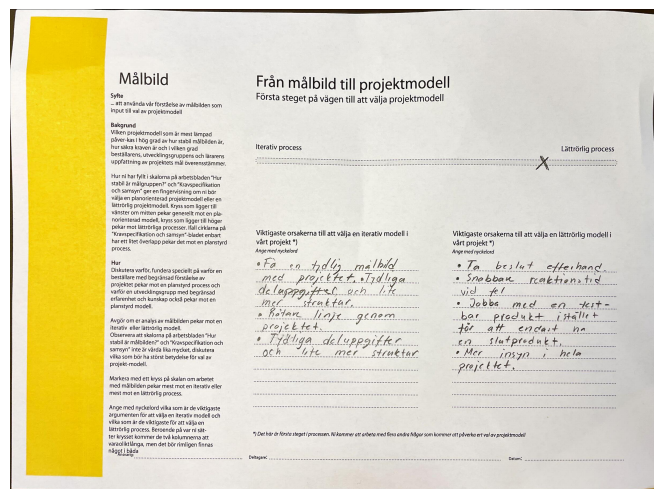 Målbild
Syfte
... att använda vår förståelse av målbilden som
input till val av projektmodell
Bakgrund
Vilken projektmodell som är mest lämpad
påver-kas i hög grad av hur stabil målbilden är,
hur säkra kraven är och i vilken grad
beställarens, utvecklingsgruppens och lärarens
uppfattning av projektets mål överensstämmer.
Hur ni har fyllt i skalorna på arbetsbladen "Hur
stabil är målgruppen?" och "Kravspecifikation
och samsyn" ger en fingervisning om ni bör
välja en planorienterad projektmodell eller en
lättrörlig projektmodell. Kryss som ligger till
vänster om mitten pekar generellt mot en plan-
orienterad modell, kryss som ligger till höger
pekar mot lättrörliga processer. Ifall cirklarna på
"Kravspecifikation och samsyn"-bladet enbart
har ett litet överlapp pekar det mot en planstyrd
process.
Hur
Diskutera varför, fundera speciellt på varför en
beställare med begränsad förståelse av
projektet pekar mot en planstyrd process och
varför en utvecklingsgrupp med begränsad
erfarenhet och kunskap också pekar mot en
planstyrd modell.
Avgör om er analys av målbilden pekar mot en
iterativ eller lättrörlig modell.
Observera att skalorna på arbetsbladen "Hur
stabil är målgruppen?" och "Kravspecifikation
och samsyn" inte är värda lika mycket, diskutera
vilka som bör ha störst betydelse för val av
projekt-modell.
Markera med ett kryss på skalan om arbetet
med målbilden pekar mest mot en iterativ eller
mest mot en lättrörlig process.
Ange med nyckelord vilka som är de viktigaste
argumenten för att välja en iterativ modell och
vilka som är de viktigaste för att välja en
lättrörlig process. Beroende på var ni sät-
ter krysset kommer de två kolumnerna att
varaolikt långa, men det bör rimligen finnas
något i båda
Från målbild till projektmodell
Första steget på vägen till att välja projektmodell
Iterativ process
Lättrörlig process
X
Viktigaste orsakerna till att välja en iterativ modell i
vårt projekt *)
Ange med nyckelord
• Få en tydlig målbild
med projektet. • Tydliga
deluppgifter och lite
mer struktur.
• Rötare linje genom
projektet.
• Tydliga deluppgifter
och lite mer struktur
Viktigaste orsakerna till att välja en lättrörlig modell i
vårt projekt *)
Ange med nyckelord
• Ta beslut efterhand.
• Snabbare reaktionstid
vid fel
• Jobba med en test-
bar produkt istället
för att endast nå
en slutprodukt.
• Mer insyn i hela
projektet.
*) Det här är första steget i processen. Ni kommer att arbeta med flera andra frågor som kommer att påverka ert val av projektmodell
Deltagare:
Datum: